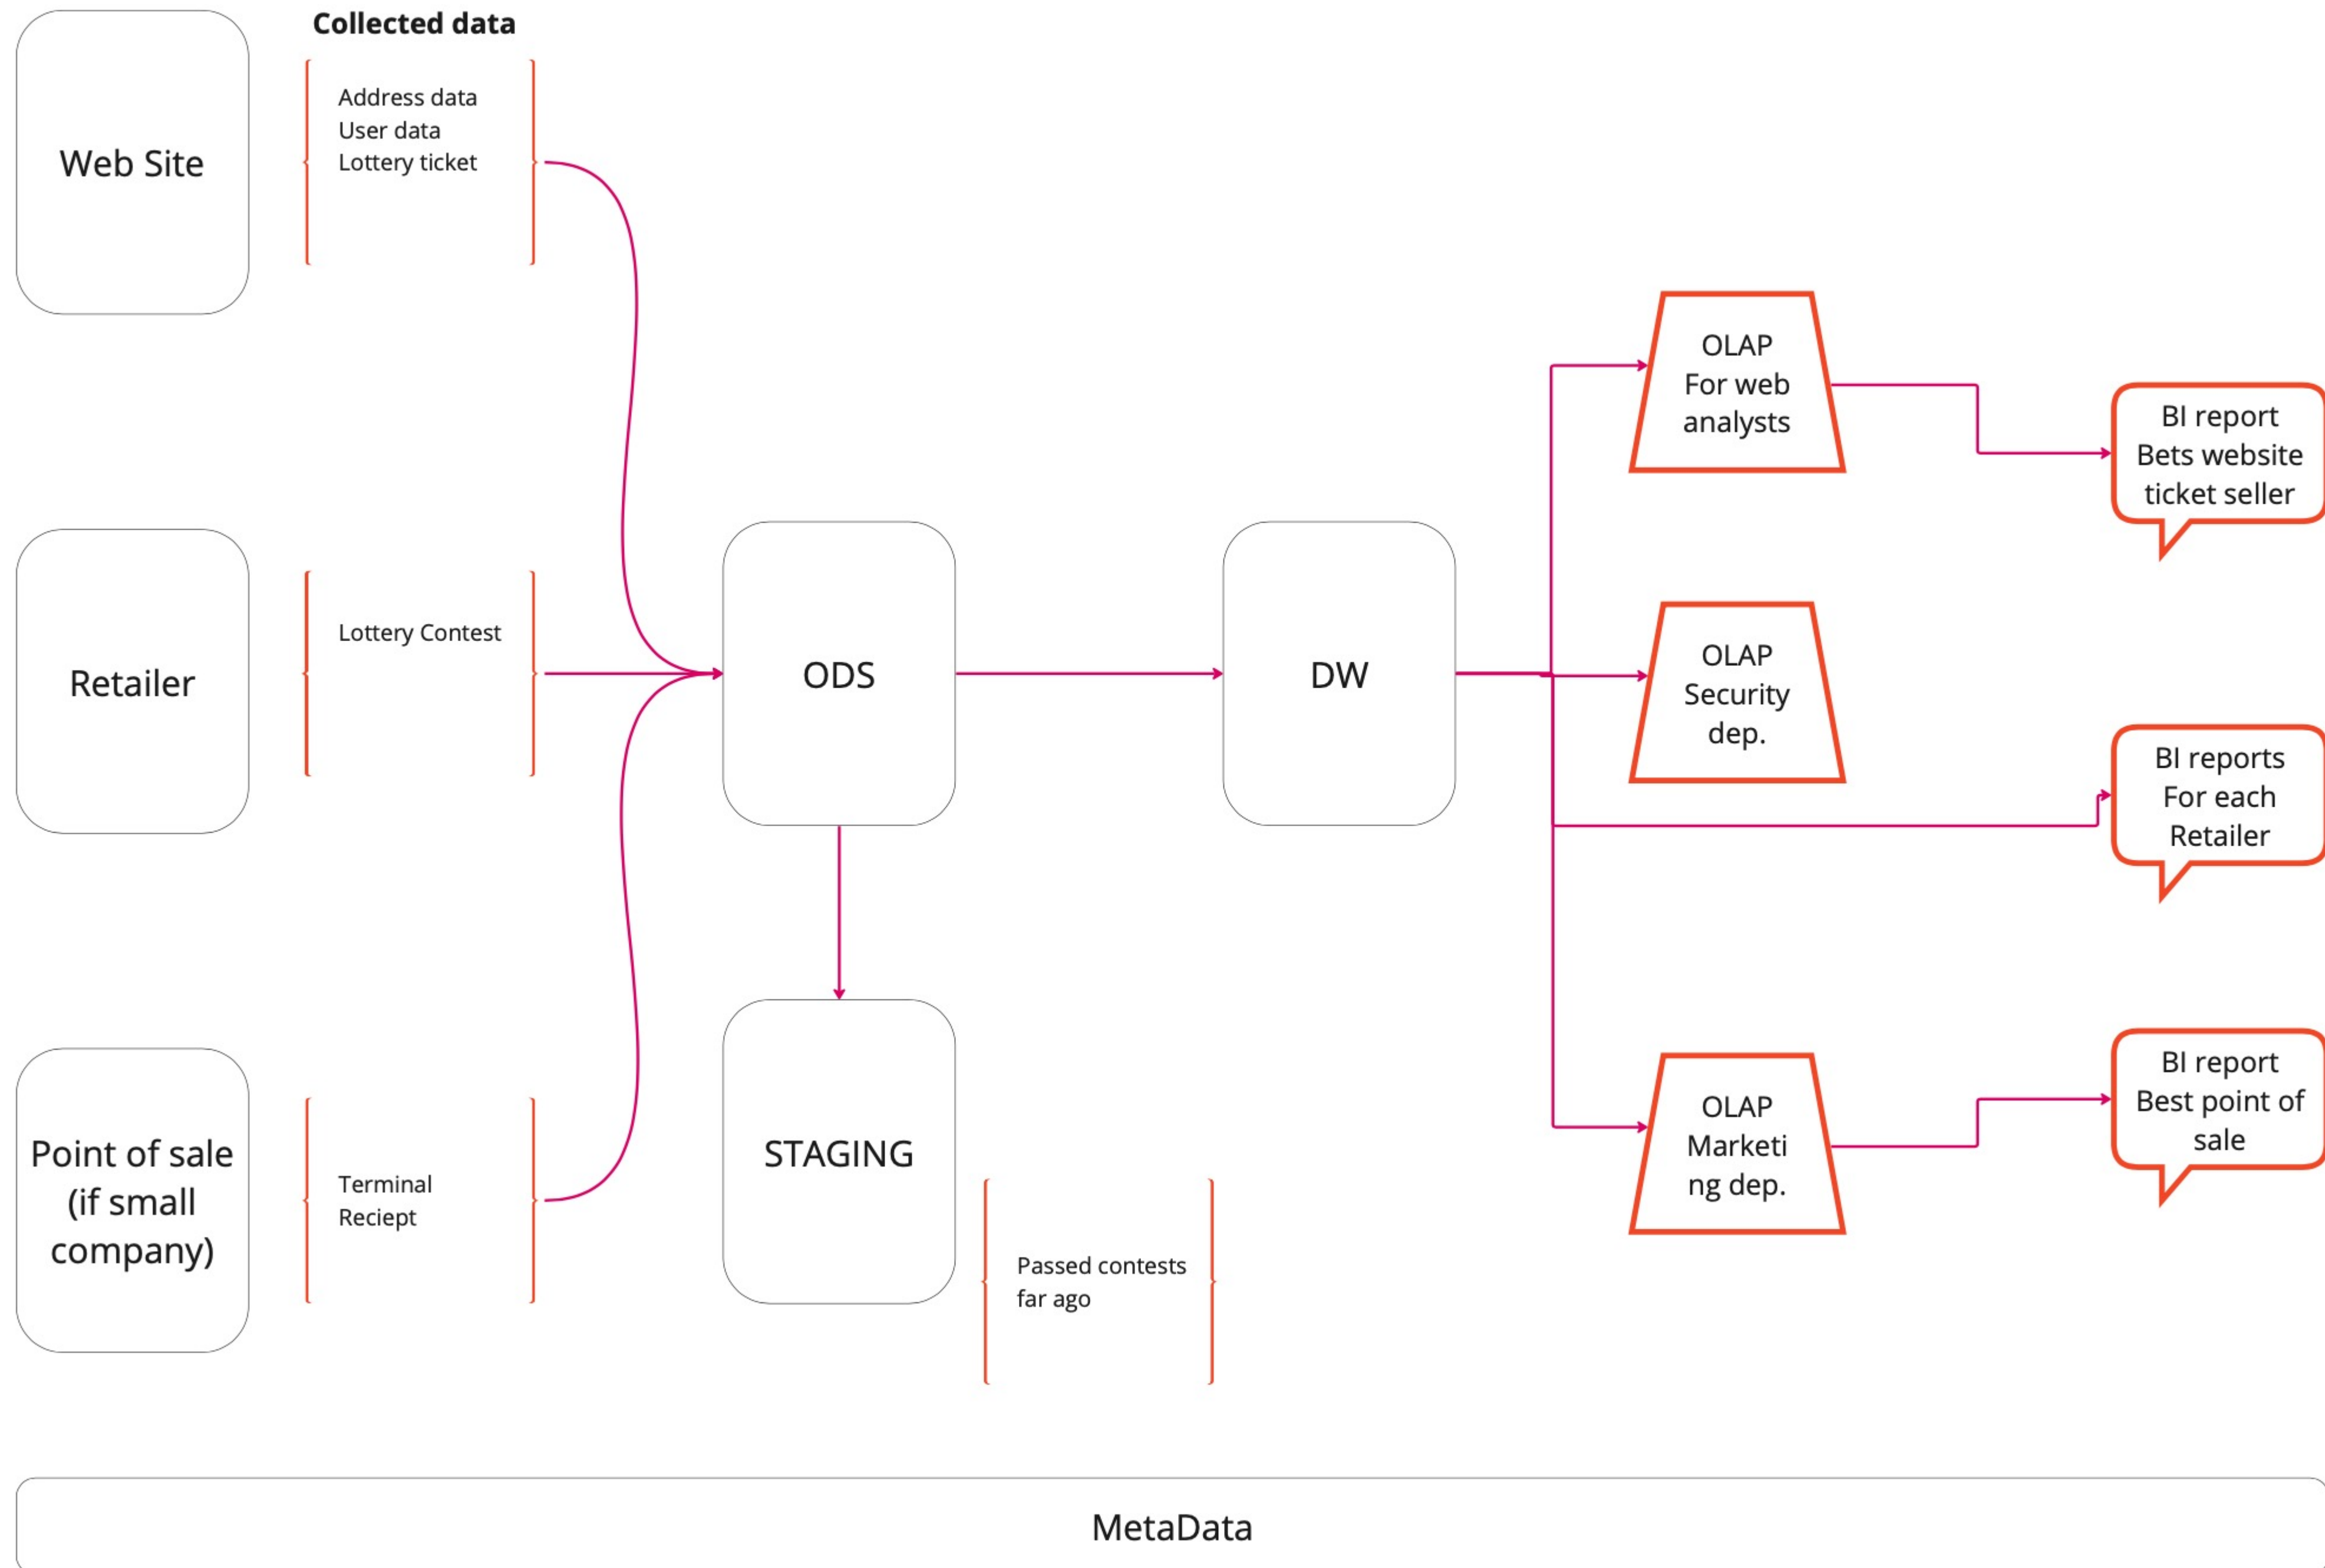 Collected data
Web Site
Address data
User data
Lottery ticket
Retailer
Lottery Contest
Point of sale
(if small
company)
Terminal
Reciept
ODS
STAGING
Passed contests
far ago
DW
OLAP
For web
analysts
OLAP
Security
dep.
OLAP
Marketi
ng dep.
BI report
Bets website
ticket seller
BI reports
For each
Retailer
BI report
Best point of
sale
MetaData